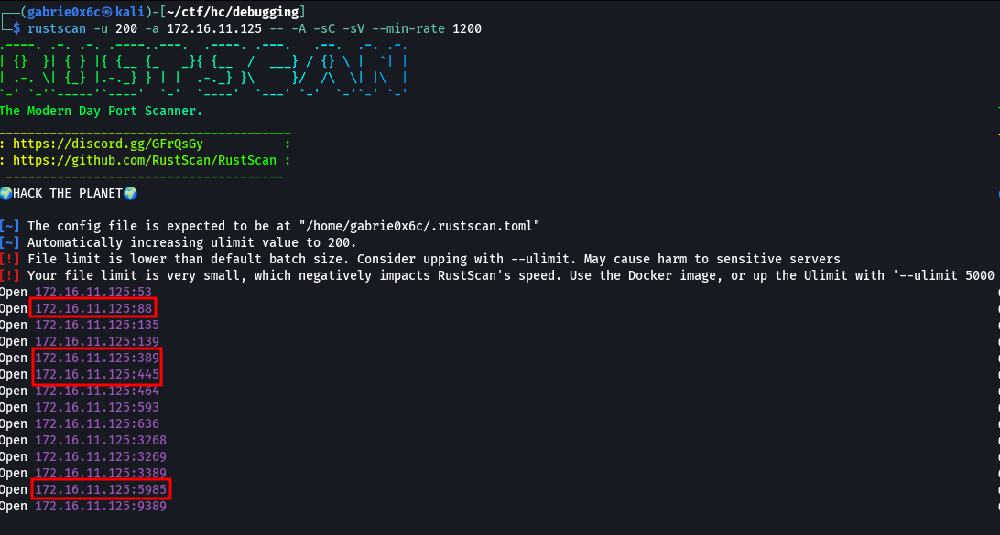 ┌──(gabrie0x6c㉿kali)-[~/ctf/hc/debugging]
└─$ rustscan -u 200 -a 172.16.11.125 -- -A -sC -sV --min-rate 1200
.----. .-. .-. .----..---.  .----. .---.   .--.  .-. .-.
| {}  }| { } |{ {__ {_   _}{ {__  /  ___} / {} \ |  `| |
| .-. \| {_} |.-._} } | |  .-._} }\     }/  /\  \| |\  |
`-' `-'`-----'`----'  `-'  `----'  `---' `-'  `-'`-' `-'
The Modern Day Port Scanner.
________________________________________
: https://discord.gg/GFrQsGy           :
: https://github.com/RustScan/RustScan :
 --------------------------------------
🌍HACK THE PLANET🌍
[~] The config file is expected to be at "/home/gabrie0x6c/.rustscan.toml"
[~] Automatically increasing ulimit value to 200.
[!] File limit is lower than default batch size. Consider upping with --ulimit. May cause harm to sensitive servers
[!] Your file limit is very small, which negatively impacts RustScan's speed. Use the Docker image, or up the Ulimit with '--ulimit 5000
Open 172.16.11.125:53
Open 172.16.11.125:88
Open 172.16.11.125:135
Open 172.16.11.125:139
Open 172.16.11.125:389
Open 172.16.11.125:445
Open 172.16.11.125:464
Open 172.16.11.125:593
Open 172.16.11.125:636
Open 172.16.11.125:3268
Open 172.16.11.125:3269
Open 172.16.11.125:3389
Open 172.16.11.125:5985
Open 172.16.11.125:9389